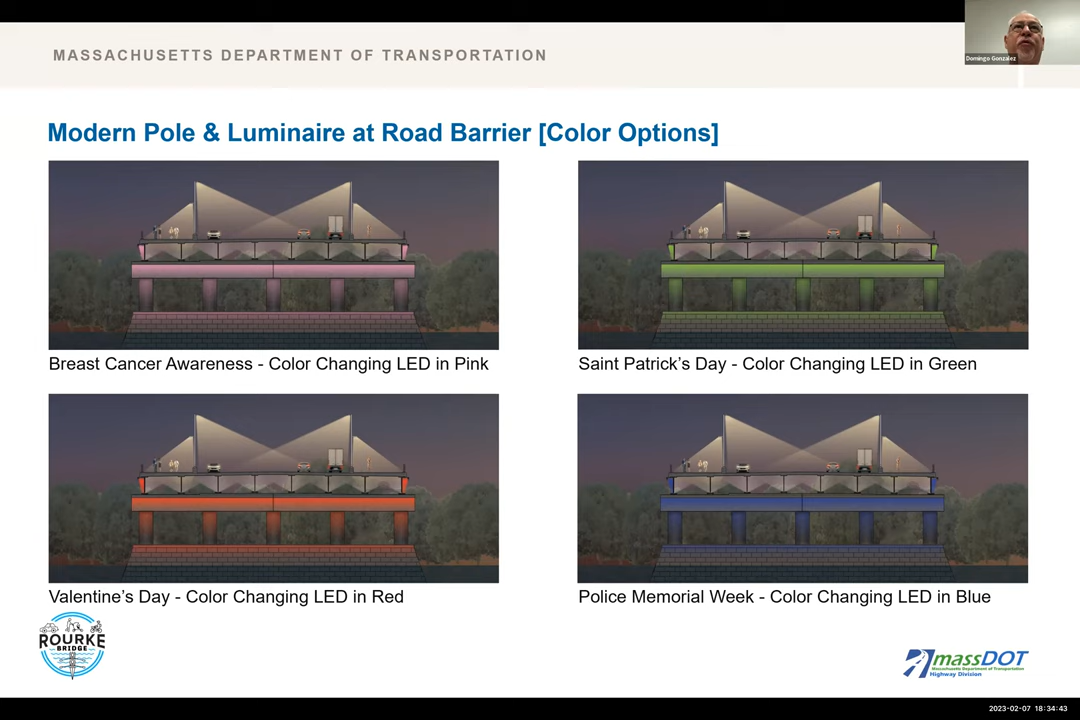 MASSACHUSETTS DEPARTMENT OF TRANSPORTATION
Domingo Gonzalez
Modern Pole & Luminaire at Road Barrier [Color Options]
Breast Cancer Awareness - Color Changing LED in Pink
Saint Patrick's Day - Color Changing LED in Green
Valentine's Day - Color Changing LED in Red
Police Memorial Week - Color Changing LED in Blue
ROURKE
BRIDGE
massDOT
Massachusetts Department of Transportation
Highway Division
2023-02-07 18:34:43